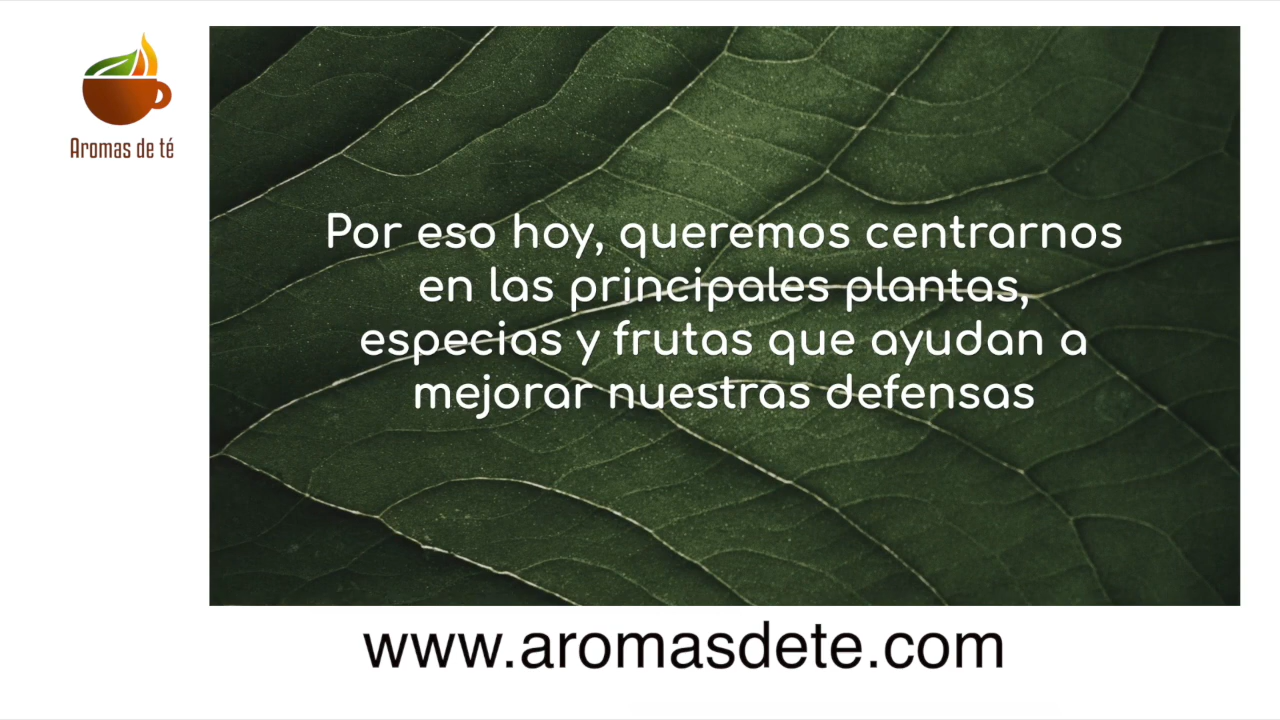 Aromas de té
Por eso hoy, queremos centrarnos
en las principales plantas,
especias y frutas que ayudan a
mejorar nuestras defensas
www.aromasdete.com